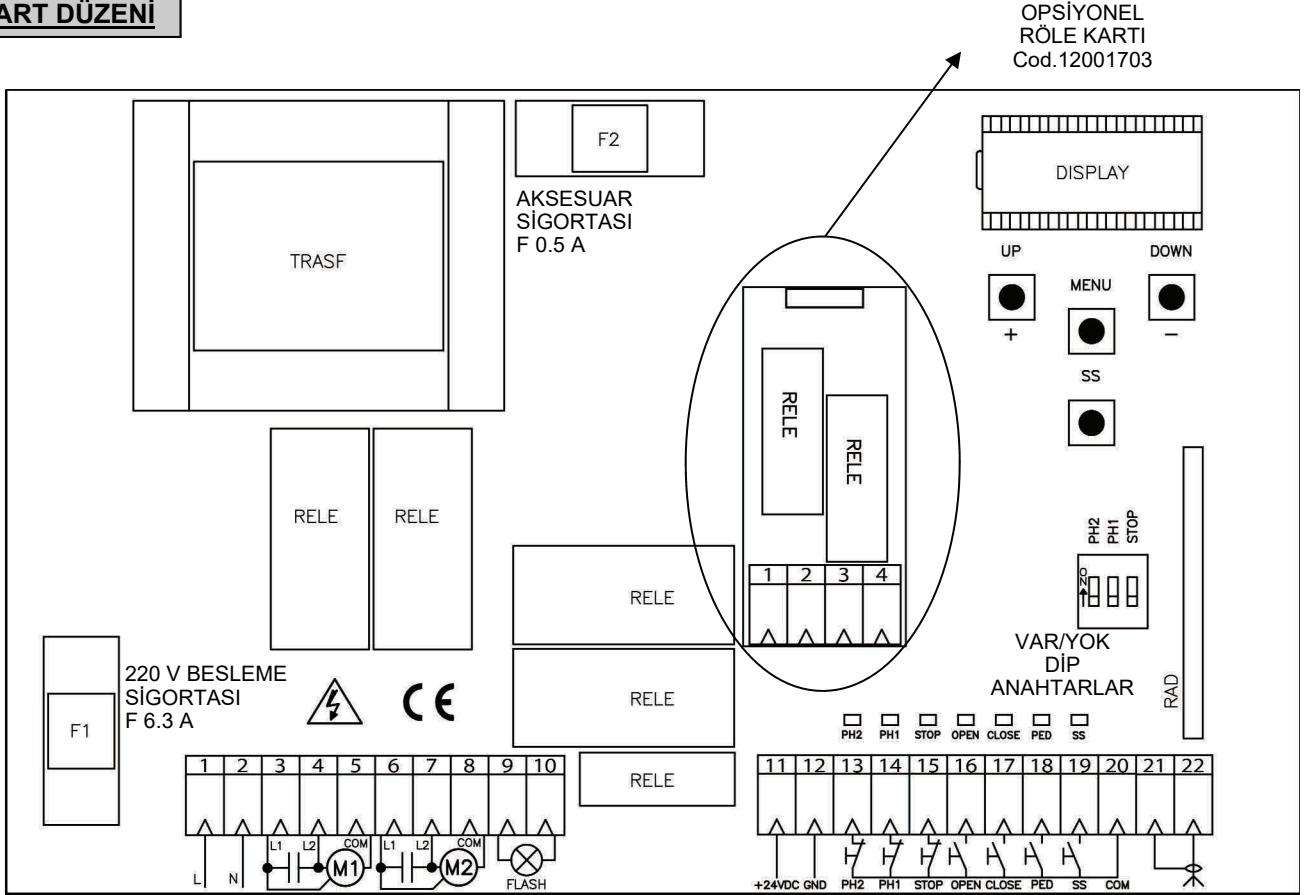 ART DÜZENİ
OPSİYONEL
RÖLE KARTI
Cod.12001703
F2
AKSESUAR
SİGORTASI
F 0.5 A
TRASF
DISPLAY
UP
DOWN
MENU
+
-
SS
RELE
RELE
RELE
RELE
1 2 3 4
PH2 PH1 STOP
ON
VAR/YOK
DİP
ANAHTARLAR
RAD
RELE
RELE
RELE
220 V BESLEME
SİGORTASI
F 6.3 A
F1
CE
PH2 PH1 STOP OPEN CLOSE PED SS
1 2 3 4 5 6 7 8 9 10
11 12 13 14 15 16 17 18 19 20 21 22
L1 L2 COM L1 L2 COM
M1 M2
L N
FLASH
+24VDC GND PH2 PH1 STOP OPEN CLOSE PED SS COM